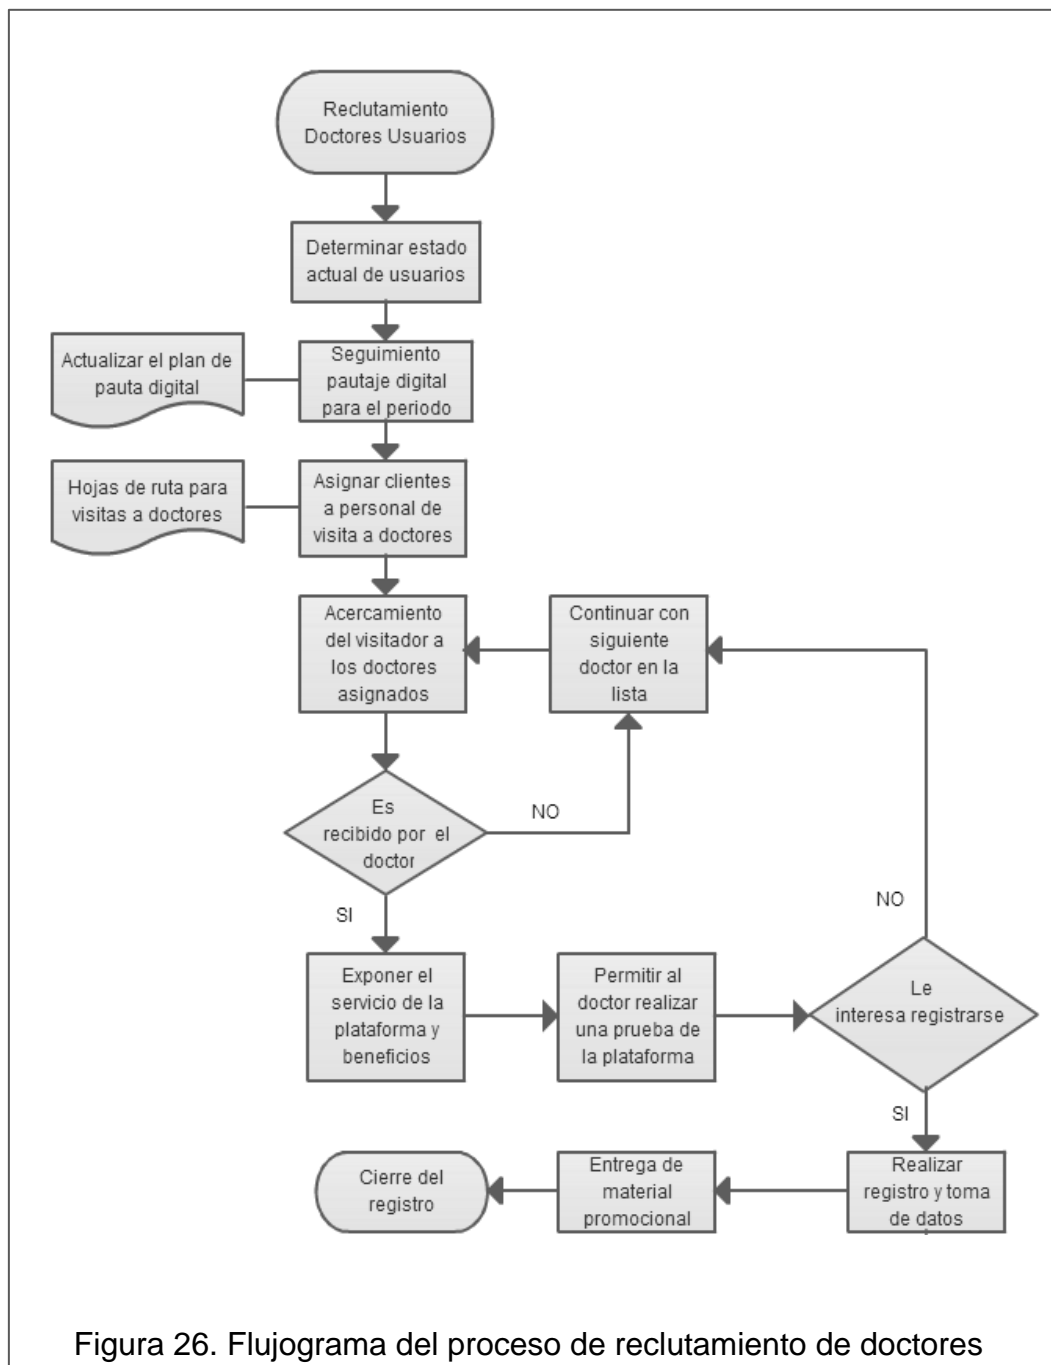 Reclutamiento
Doctores Usuarios
Determinar estado
actual de usuarios
Actualizar el plan de
pauta digital
Seguimiento
pautaje digital
para el periodo
Hojas de ruta para
visitas a doctores
Asignar clientes
a personal de
visita a doctores
Acercamiento
del visitador a
los doctores
asignados
Continuar con
siguiente
doctor en la
lista
Es
recibido por el
doctor
NO
SI
NO
Exponer el
servicio de la
plataforma y
beneficios
Permitir al
doctor realizar
una prueba de
la plataforma
Le
interesa registrarse
SI
Cierre del
registro
Entrega de
material
promocional
Realizar
registro y toma
de datos
Figura 26. Flujograma del proceso de reclutamiento de doctores